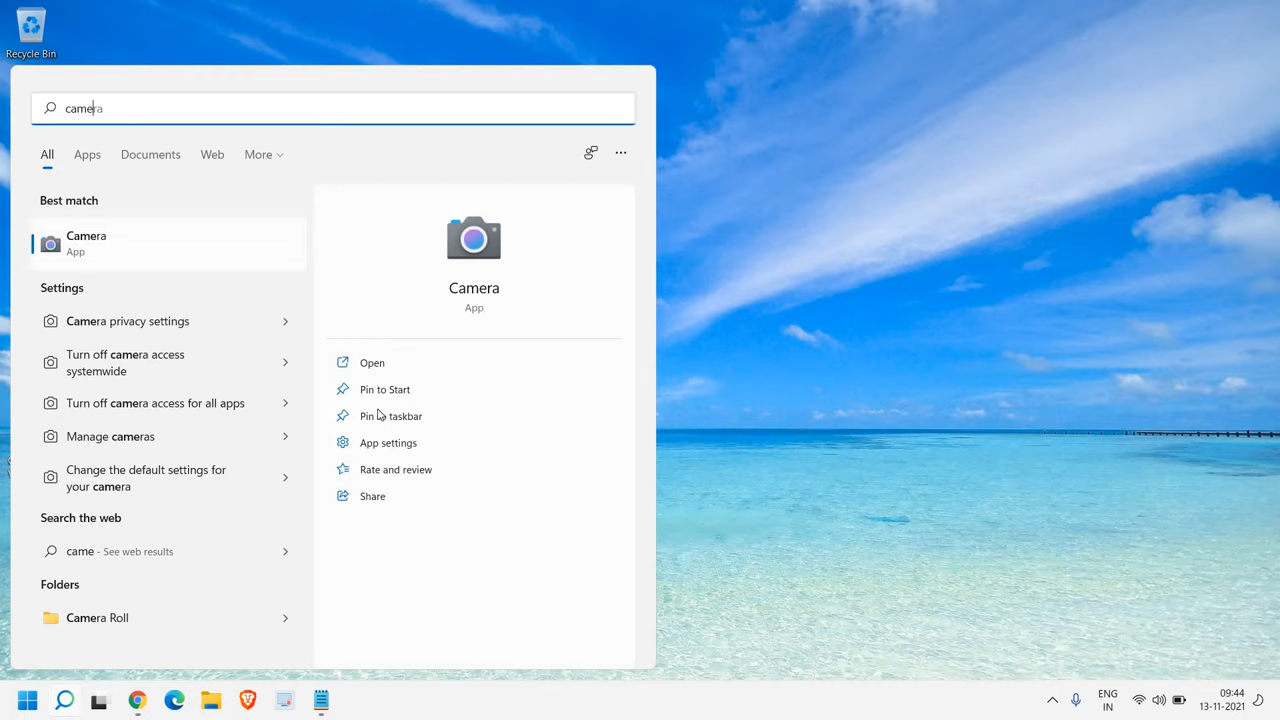 Recycle Bin
camera
All Apps Documents Web More
Best match
Camera
App
Settings
Camera privacy settings
Turn off camera access
systemwide
Turn off camera access for all apps
Manage cameras
Change the default settings for
your camera
Search the web
came - See web results
Folders
Camera Roll
Camera
App
Open
Pin to Start
Pin to taskbar
App settings
Rate and review
Share
ENG
IN
09:44
13-11-2021